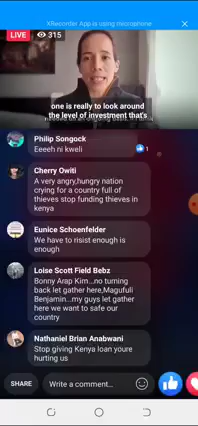 XRecorder App is using microphone
LIVE
315
one is really to look around
the level of investment that's
Philip Songock
Eeeeh ni kweli
1
Cherry Owiti
A very angry,hungry nation
crying for a country full of
thieves stop funding thieves in
kenya
Eunice Schoenfelder
We have to risist enough is
enough
Loise Scott Field Bebz
Bonny Arap Kim...no turning
back let gather here,Magufuli
Benjamin...my guys let gather
here we want to safe our
country
Nathaniel Brian Anabwani
Stop giving Kenya loan youre
hurting us
SHARE
Write a comment...